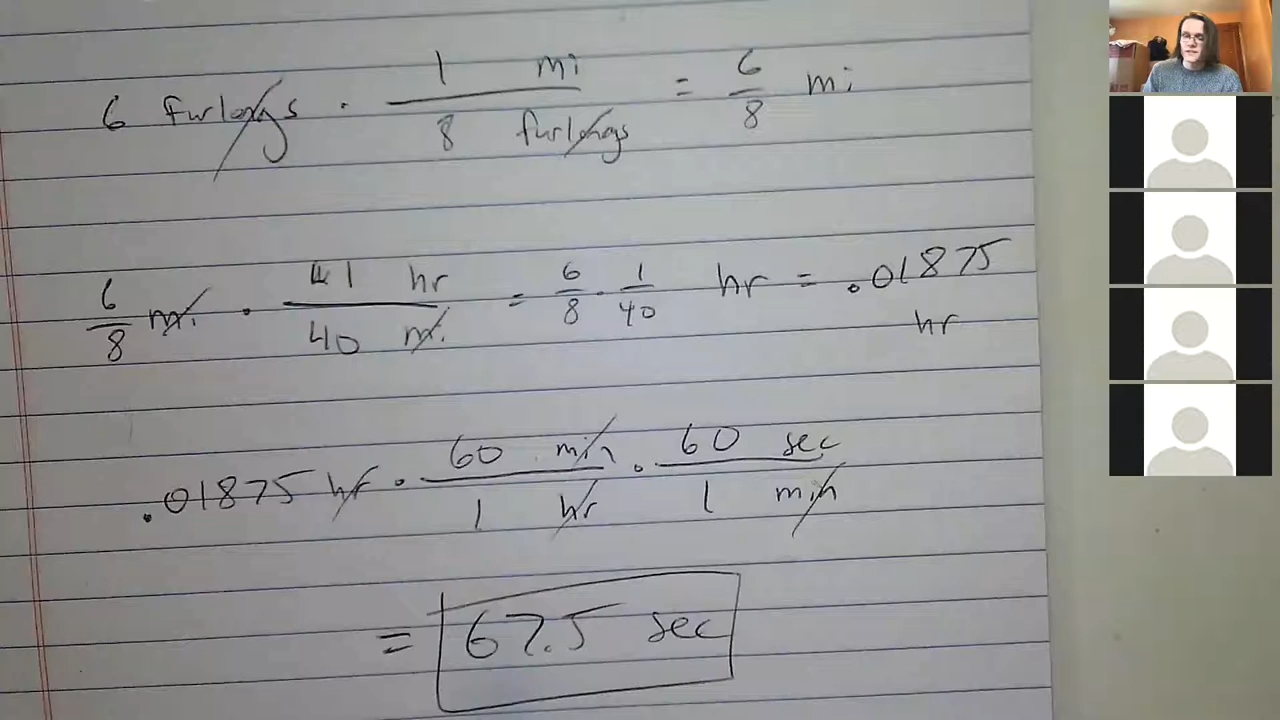 6 furlongs · 1 mi / 8 furlongs = 6/8 mi
6/8 mi · 1 hr / 40 mi = 6/8 · 1/40 hr = .01875 hr
.01875 hr · 60 min / 1 hr · 60 sec / 1 min
= 67.5 sec